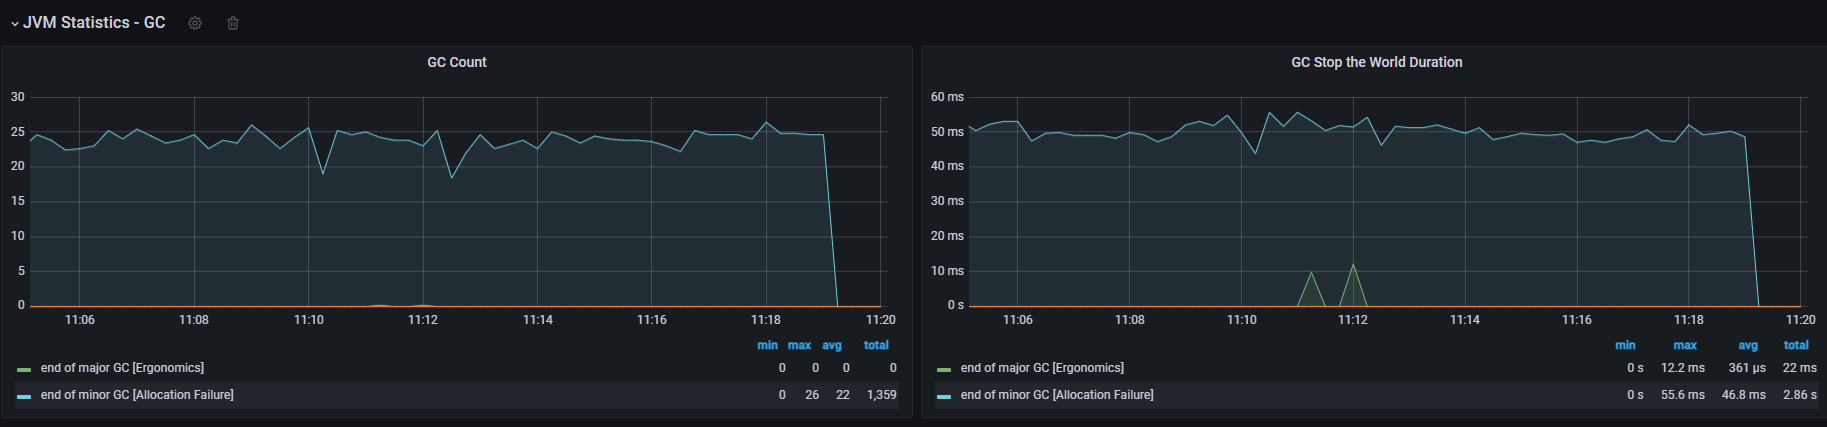 JVM Statistics - GC
GC Count
30
25
20
15
10
5
0
11:06 11:08 11:10 11:12 11:14 11:16 11:18 11:20
min max avg total
end of major GC [Ergonomics] 0 0 0 0
end of minor GC [Allocation Failure] 0 26 22 1,359
GC Stop the World Duration
60 ms
50 ms
40 ms
30 ms
20 ms
10 ms
0 s
11:06 11:08 11:10 11:12 11:14 11:16 11:18 11:20
min max avg total
end of major GC [Ergonomics] 0 s 12.2 ms 361 µs 22 ms
end of minor GC [Allocation Failure] 0 s 55.6 ms 46.8 ms 2.86 s